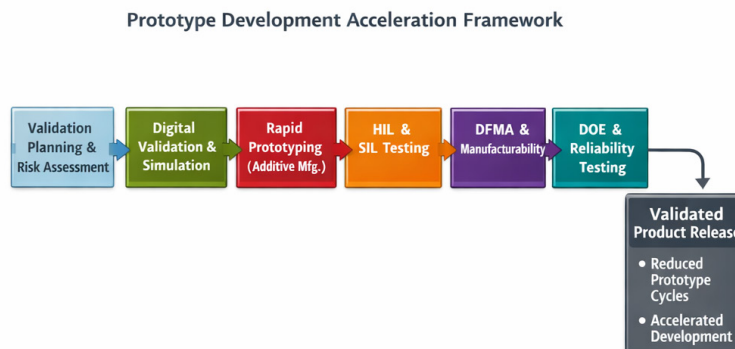 Prototype Development Acceleration Framework
Validation
Planning &
Risk Assessment
Digital
Validation &
Simulation
Rapid
Prototyping
(Additive Mfg.)
HIL &
SIL Testing
DFMA &
Manufacturability
DOE &
Reliability
Testing
Validated
Product Release
• Reduced
Prototype
Cycles
• Accelerated
Development